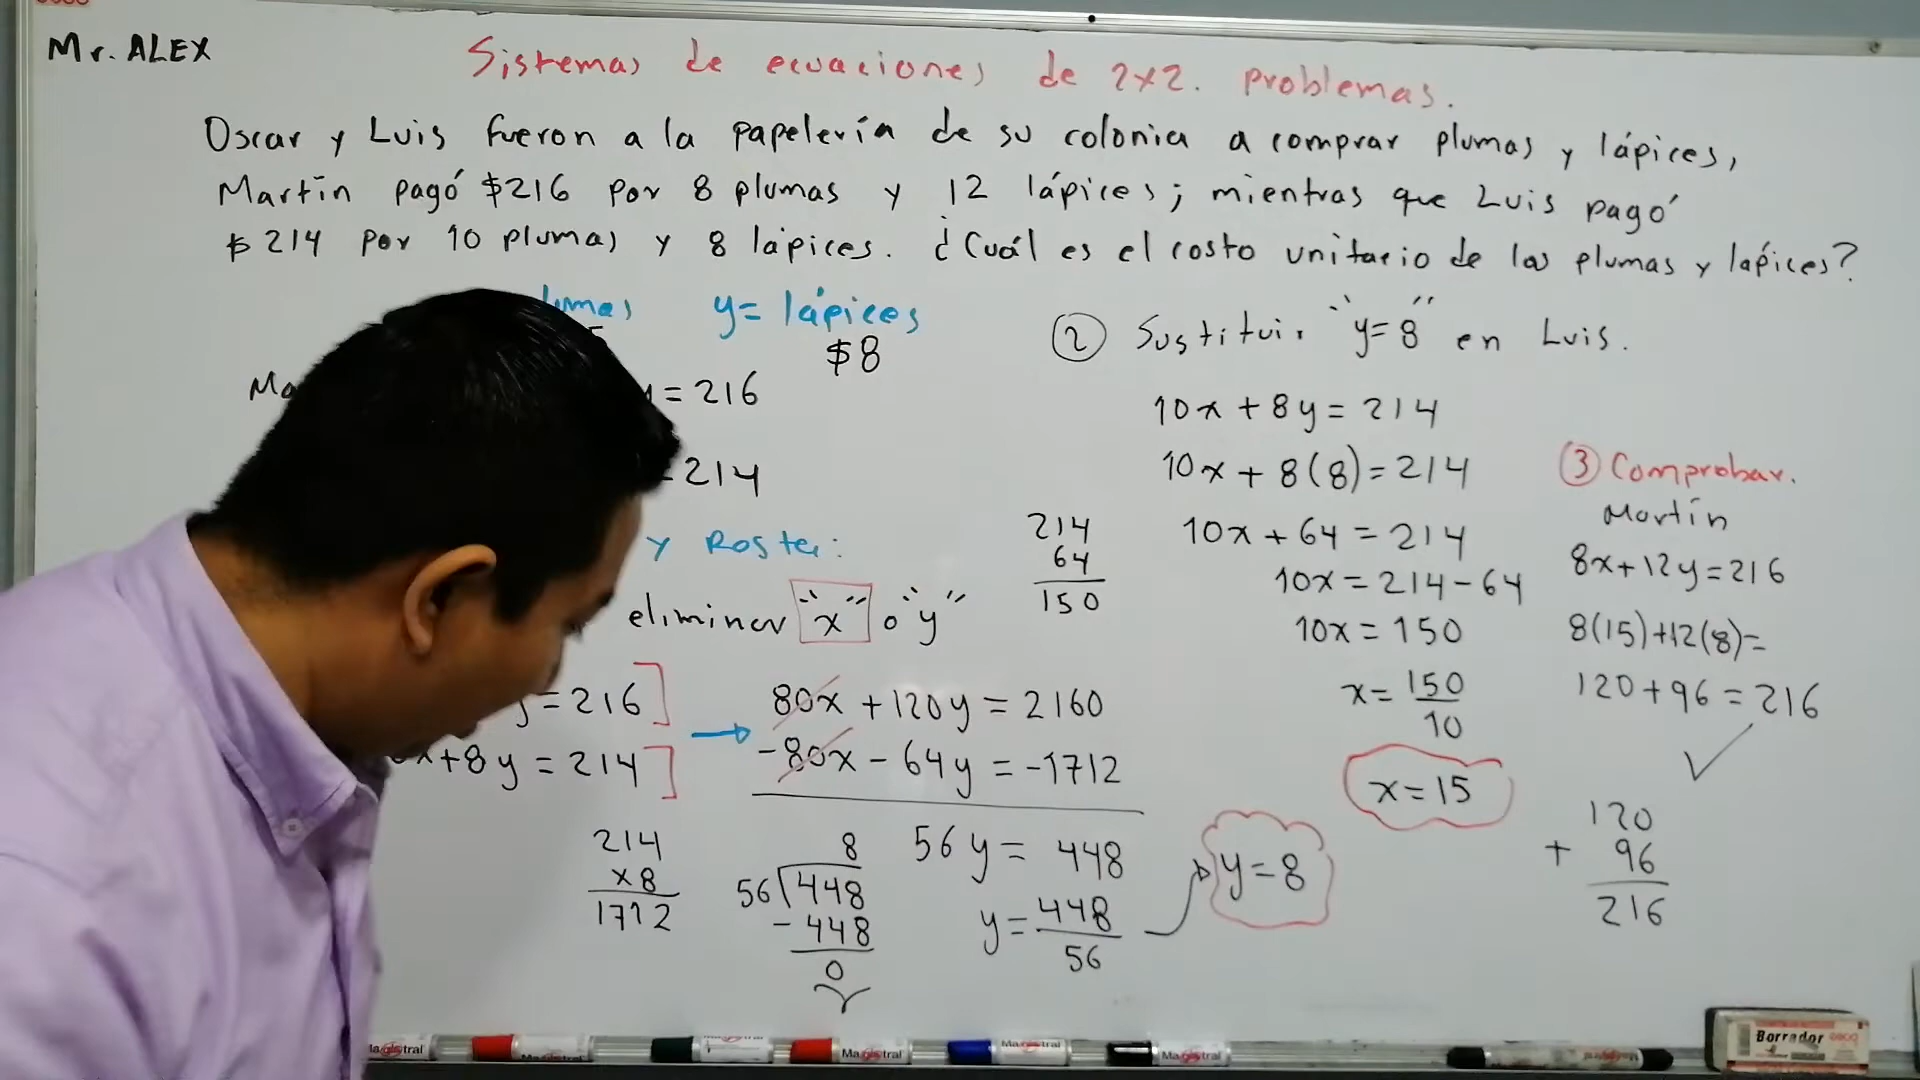 Mr. ALEX
Sistemas de ecuaciones de 2x2. problemas.
Oscar y Luis fueron a la papelería de su colonia a comprar plumas y lápices,
Martín pagó $216 por 8 plumas y 12 lápices; mientras que Luis pagó
$214 por 10 plumas y 8 lápices. ¿Cuál es el costo unitario de las plumas y lápices?
y= lápices
$8
=216
=214
y Roster:
eliminar "x" o "y"
y=216]
x+8y=214]
214
x8
1712
80x+120y=2160
-80x-64y=-1712
8
56)448
-448
0
56y=448
y=448/56
y=8
② Sustituir "y=8" en Luis.
10x+8y=214
10x+8(8)=214
214
64
150
10x+64=214
10x=214-64
10x=150
x=150/10
x=15
③ Comprobar.
Martín
8x+12y=216
8(15)+12(8)=
120+96=216
120
+ 96
216
Magistral
Magistral
Magistral
Borrador